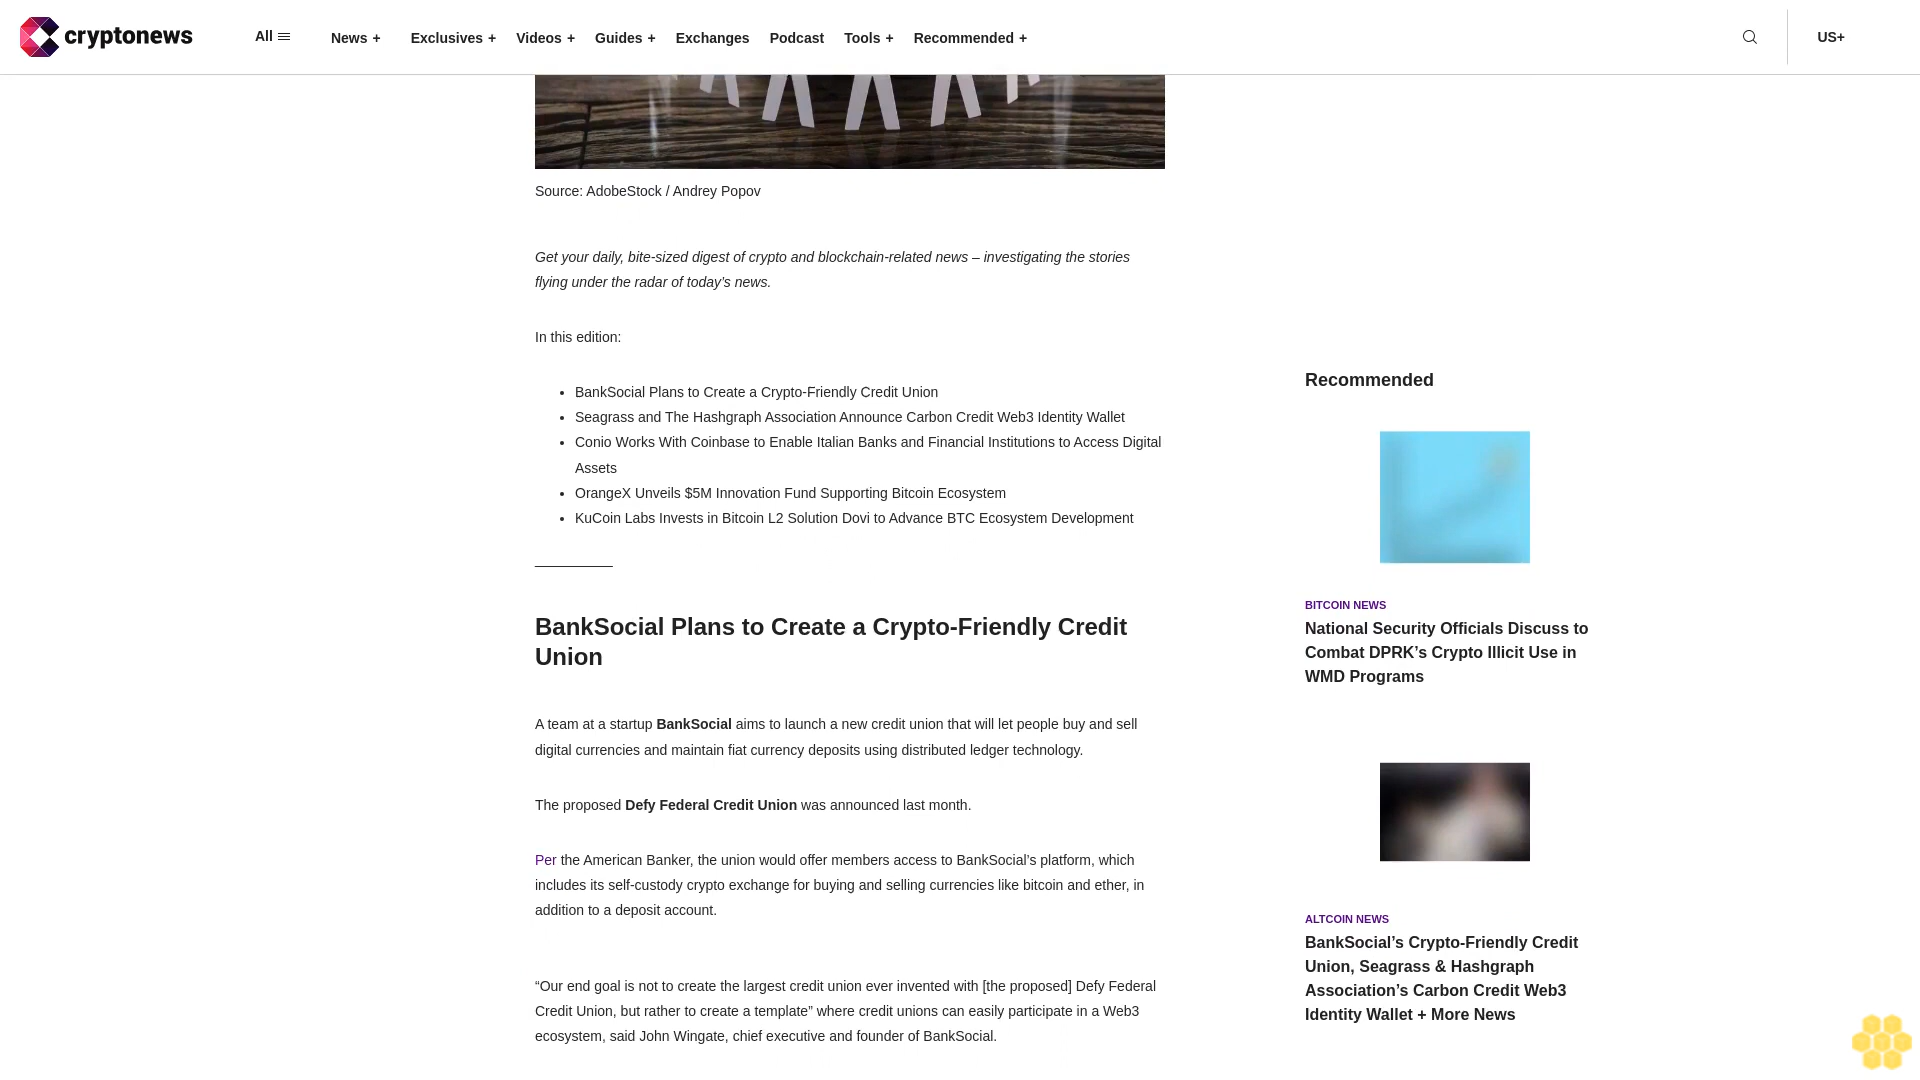 cryptonews
All
News +
Exclusives +
Videos +
Guides +
Exchanges
Podcast
Tools +
Recommended +
US+
Source: AdobeStock / Andrey Popov
Get your daily, bite-sized digest of crypto and blockchain-related news – investigating the stories
flying under the radar of today’s news.
In this edition:
BankSocial Plans to Create a Crypto-Friendly Credit Union
Seagrass and The Hashgraph Association Announce Carbon Credit Web3 Identity Wallet
Conio Works With Coinbase to Enable Italian Banks and Financial Institutions to Access Digital
Assets
OrangeX Unveils $5M Innovation Fund Supporting Bitcoin Ecosystem
KuCoin Labs Invests in Bitcoin L2 Solution Dovi to Advance BTC Ecosystem Development
__________
BankSocial Plans to Create a Crypto-Friendly Credit
Union
A team at a startup BankSocial aims to launch a new credit union that will let people buy and sell
digital currencies and maintain fiat currency deposits using distributed ledger technology.
The proposed Defy Federal Credit Union was announced last month.
Per the American Banker, the union would offer members access to BankSocial’s platform, which
includes its self-custody crypto exchange for buying and selling currencies like bitcoin and ether, in
addition to a deposit account.
“Our end goal is not to create the largest credit union ever invented with [the proposed] Defy Federal
Credit Union, but rather to create a template” where credit unions can easily participate in a Web3
ecosystem, said John Wingate, chief executive and founder of BankSocial.
Recommended
BITCOIN NEWS
National Security Officials Discuss to
Combat DPRK’s Crypto Illicit Use in
WMD Programs
ALTCOIN NEWS
BankSocial’s Crypto-Friendly Credit
Union, Seagrass & Hashgraph
Association’s Carbon Credit Web3
Identity Wallet + More News